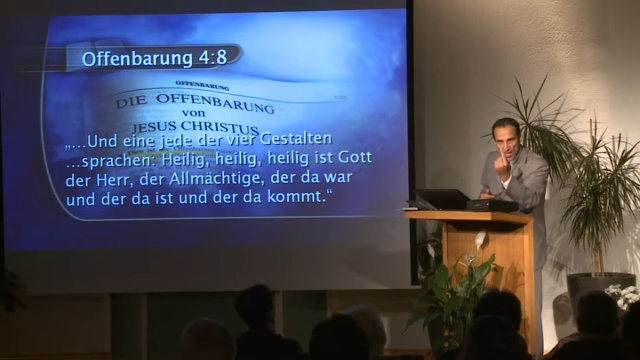 Offenbarung 4:8
OFFENBARUNG
DIE OFFENBARUNG
von
JESUS CHRISTUS
„...Und eine jede der vier Gestalten
...sprachen: Heilig, heilig, heilig ist Gott
der Herr, der Allmächtige, der da war
und der da ist und der da kommt.“